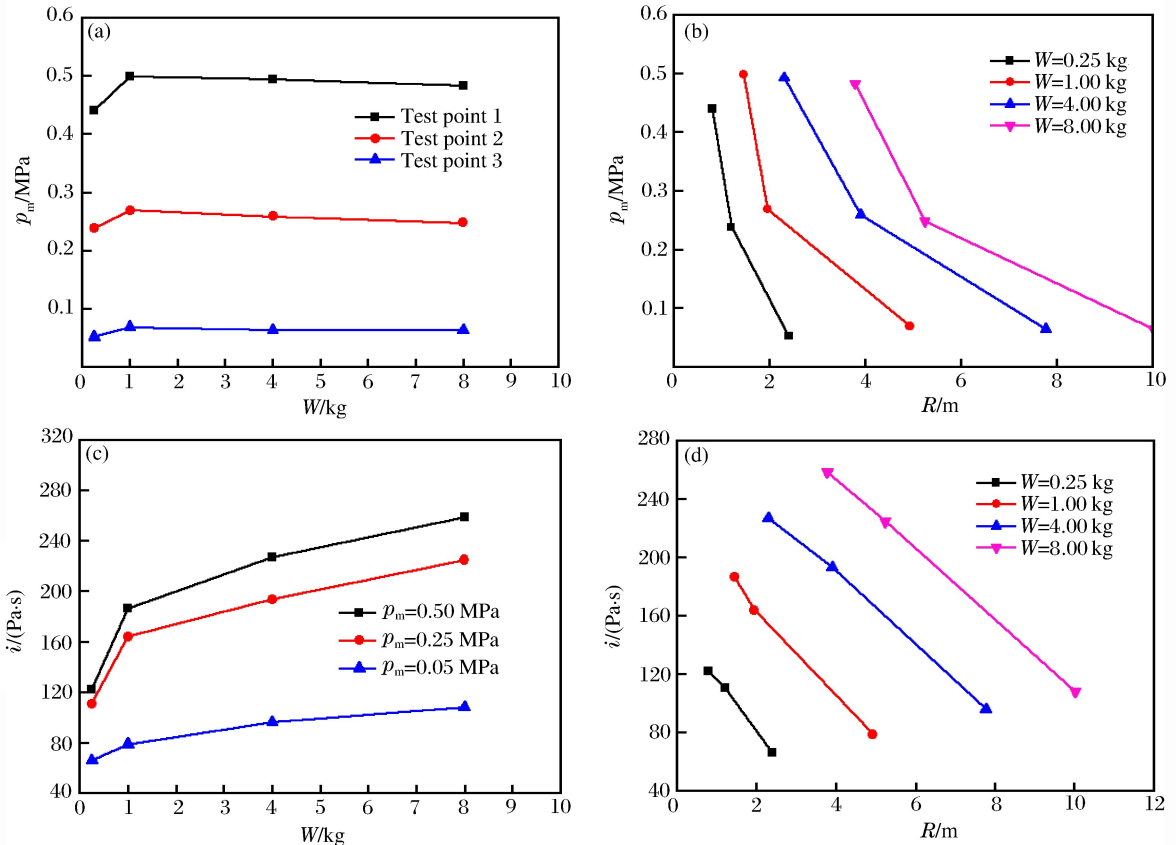 (a)
0.6
0.5
0.4
0.3
0.2
0.1
p_m/MPa
Test point 1
Test point 2
Test point 3
0 1 2 3 4 5 6 7 8 9 10
W/kg
(b)
0.6
0.5
0.4
0.3
0.2
0.1
p_m/MPa
W=0.25 kg
W=1.00 kg
W=4.00 kg
W=8.00 kg
0 2 4 6 8 10
R/m
(c)
320
280
240
200
160
120
80
40
i/(Pa·s)
p_m=0.50 MPa
p_m=0.25 MPa
p_m=0.05 MPa
0 1 2 3 4 5 6 7 8 9 10
W/kg
(d)
280
240
200
160
120
80
40
i/(Pa·s)
W=0.25 kg
W=1.00 kg
W=4.00 kg
W=8.00 kg
0 2 4 6 8 10 12
R/m